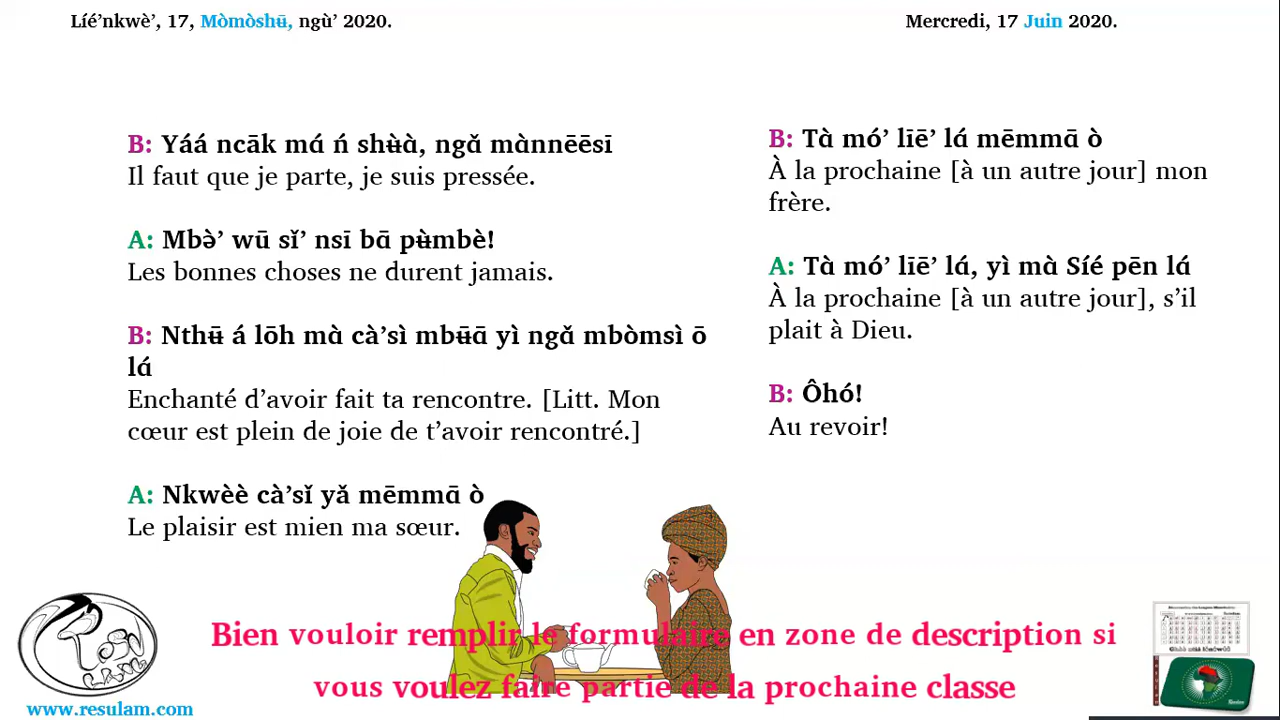 Líé’nkwè’, 17, Mòmòshʉ̄, ngù’ 2020.
Mercredi, 17 Juin 2020.
B: Yáá ncāk má ń shʉ̀à, ngǎ mànnēēsī
Il faut que je parte, je suis pressée.
A: Mbə̀’ wū sǐ’ nsī bā pʉ̀mbè!
Les bonnes choses ne durent jamais.
B: Nthʉ̄ á lōh mà cà’sì mbʉ̄ā yì ngǎ mbòmsì ō
lá
Enchanté d’avoir fait ta rencontre. [Litt. Mon
cœur est plein de joie de t’avoir rencontré.]
A: Nkwèè cà’sǐ yǎ mēmmā ò
Le plaisir est mien ma sœur.
B: Tà mó’ līē’ lá mēmmā ò
À la prochaine [à un autre jour] mon
frère.
A: Tà mó’ līē’ lá, yì mà Síé pēn lá
À la prochaine [à un autre jour], s’il
plait à Dieu.
B: Ôhó!
Au revoir!
Bien vouloir remplir le formulaire en zone de description si
vous voulez faire partie de la prochaine classe
www.resulam.com